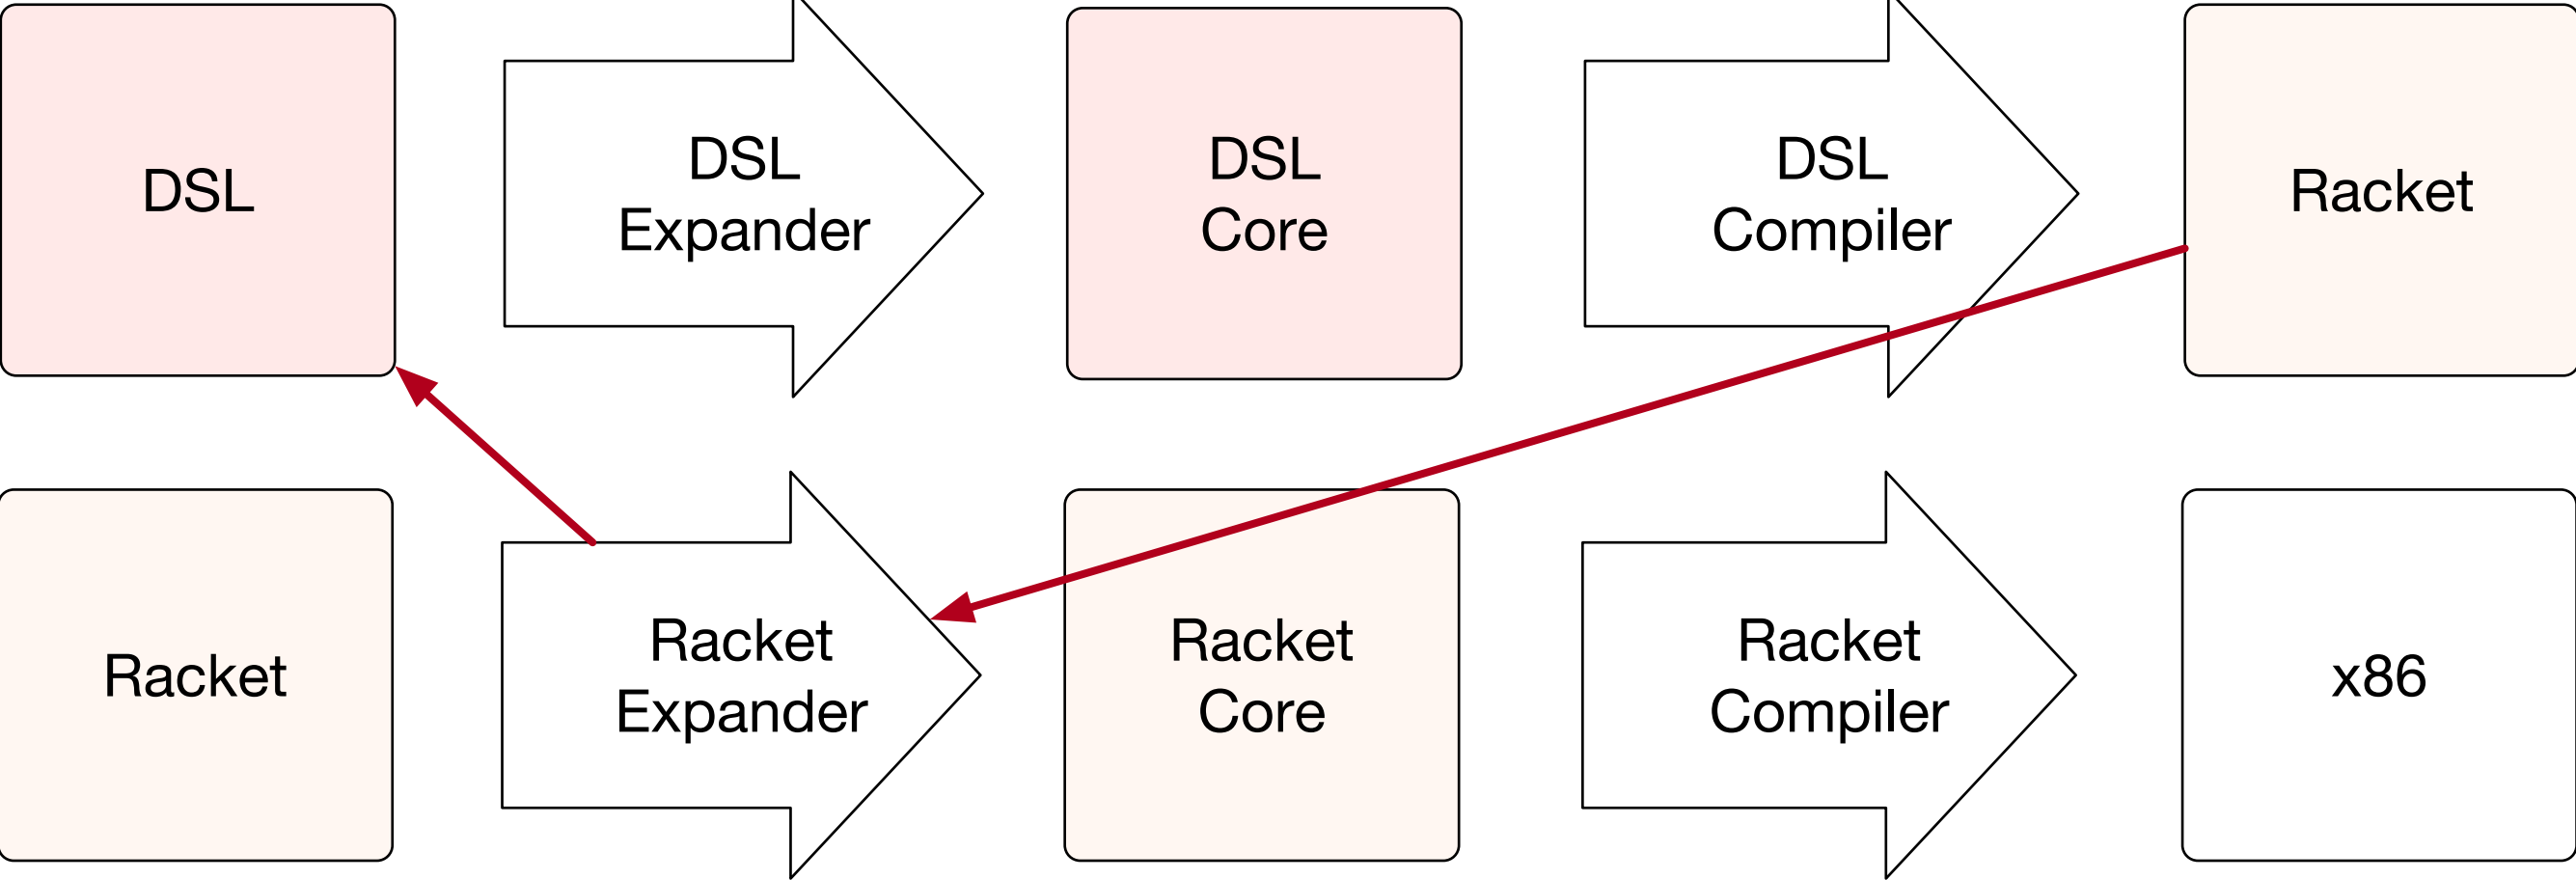 DSL
DSL
Expander
DSL
Core
DSL
Compiler
Racket
Racket
Racket
Expander
Racket
Core
Racket
Compiler
x86